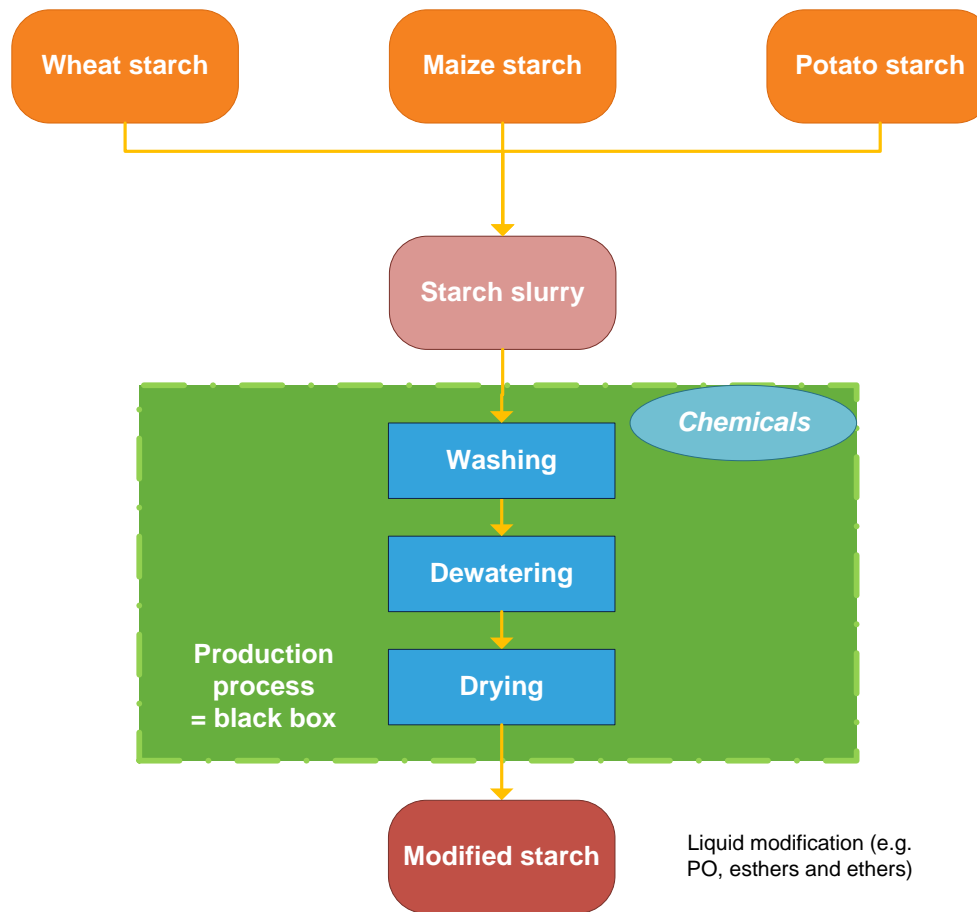 Wheat starch
Maize starch
Potato starch
Starch slurry
Chemicals
Washing
Dewatering
Drying
Production
process
= black box
Modified starch
Liquid modification (e.g.
PO, esthers and ethers)